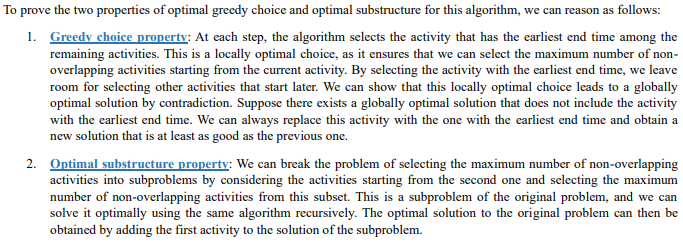 To prove the two properties of optimal greedy choice and optimal substructure for this algorithm, we can reason as follows:
1. Greedy choice property: At each step, the algorithm selects the activity that has the earliest end time among the
remaining activities. This is a locally optimal choice, as it ensures that we can select the maximum number of non-
overlapping activities starting from the current activity. By selecting the activity with the earliest end time, we leave
room for selecting other activities that start later. We can show that this locally optimal choice leads to a globally
optimal solution by contradiction. Suppose there exists a globally optimal solution that does not include the activity
with the earliest end time. We can always replace this activity with the one with the earliest end time and obtain a
new solution that is at least as good as the previous one.
2. Optimal substructure property: We can break the problem of selecting the maximum number of non-overlapping
activities into subproblems by considering the activities starting from the second one and selecting the maximum
number of non-overlapping activities from this subset. This is a subproblem of the original problem, and we can
solve it optimally using the same algorithm recursively. The optimal solution to the original problem can then be
obtained by adding the first activity to the solution of the subproblem.